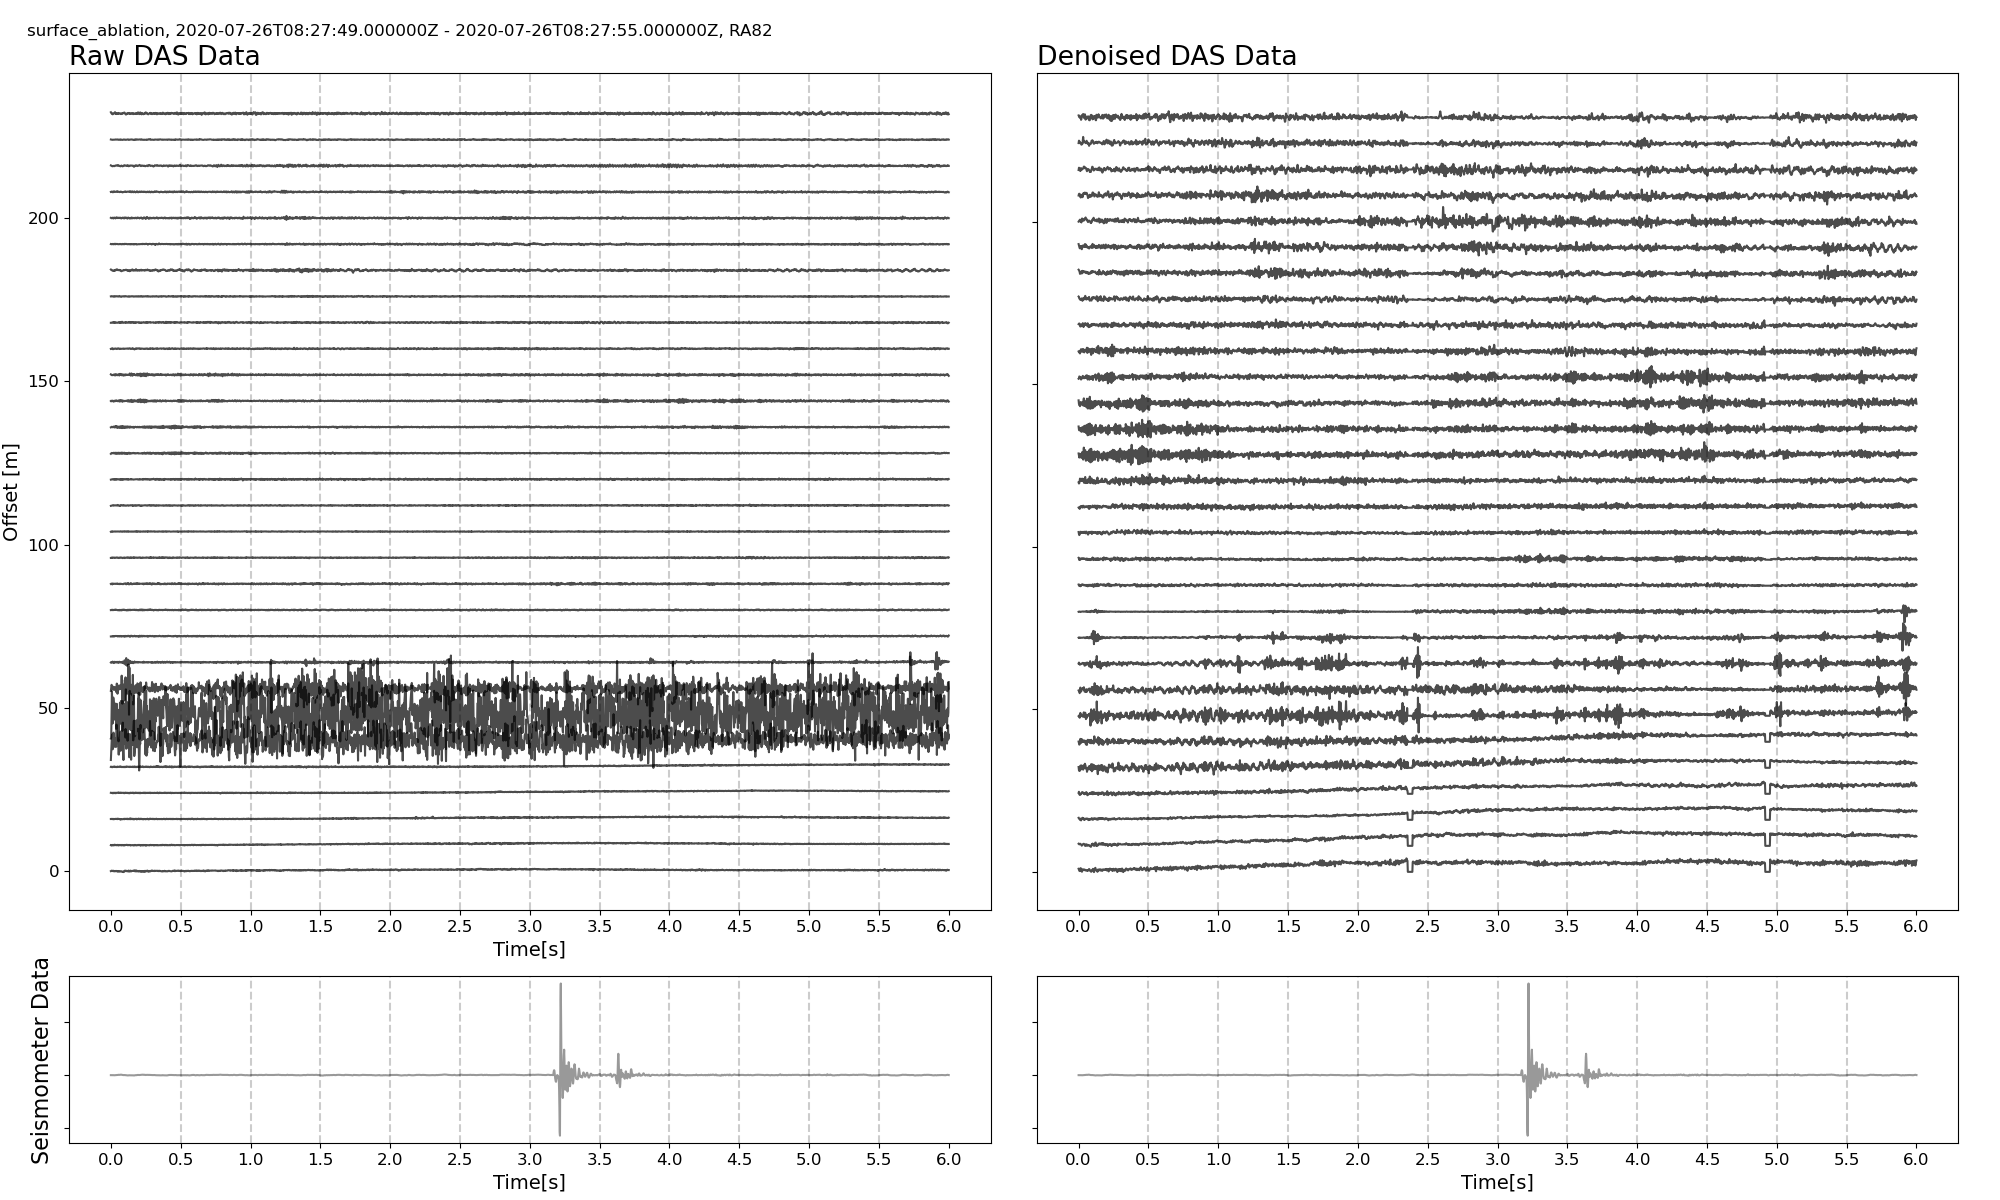 surface_ablation, 2020-07-26T08:27:49.000000Z - 2020-07-26T08:27:55.000000Z, RA82
Raw DAS Data
Denoised DAS Data
200
150
100
50
0
Offset [m]
0.0 0.5 1.0 1.5 2.0 2.5 3.0 3.5 4.0 4.5 5.0 5.5 6.0
Time[s]
0.0 0.5 1.0 1.5 2.0 2.5 3.0 3.5 4.0 4.5 5.0 5.5 6.0
Seismometer Data
0.0 0.5 1.0 1.5 2.0 2.5 3.0 3.5 4.0 4.5 5.0 5.5 6.0
Time[s]
0.0 0.5 1.0 1.5 2.0 2.5 3.0 3.5 4.0 4.5 5.0 5.5 6.0
Time[s]